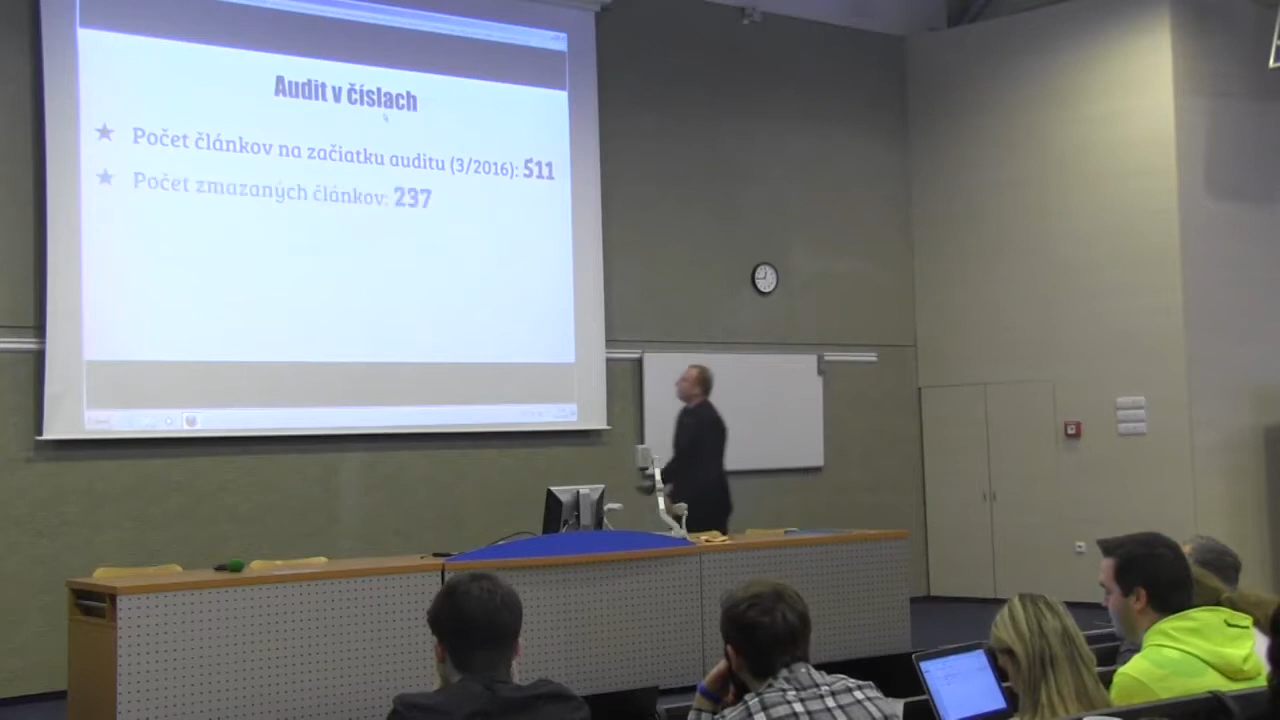 Audit v číslach
Počet článkov na začiatku auditu (3/2016): 511
Počet zmazaných článkov: 237